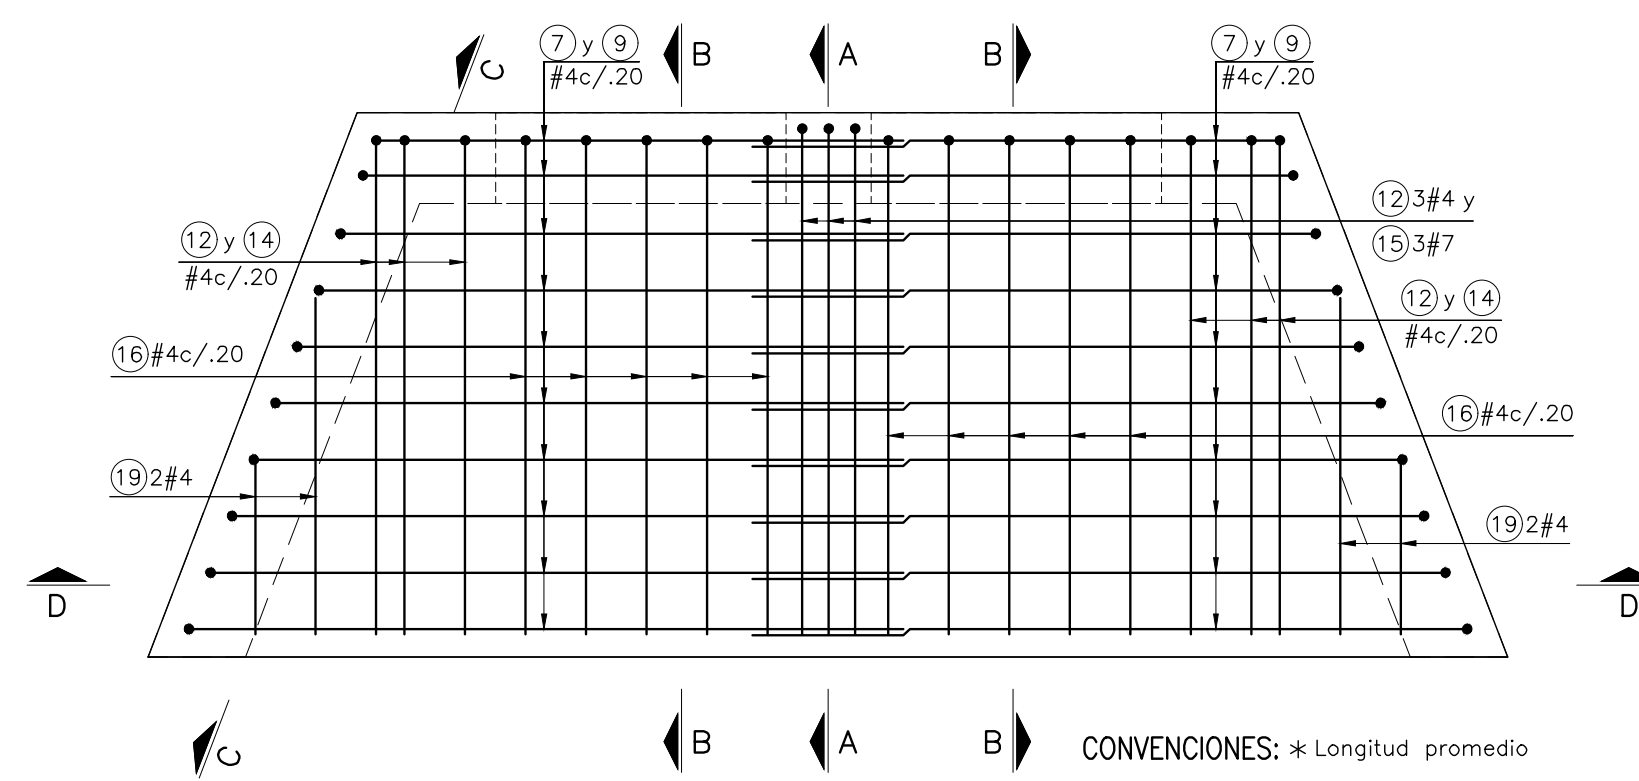 C
7 y 9
#4c/.20
B
A
B
7 y 9
#4c/.20
12 3#4 y
15 3#7
12 y 14
#4c/.20
12 y 14
#4c/.20
16 #4c/.20
16 #4c/.20
19 2#4
19 2#4
D
D
C
B
A
B
CONVENCIONES: * Longitud promedio